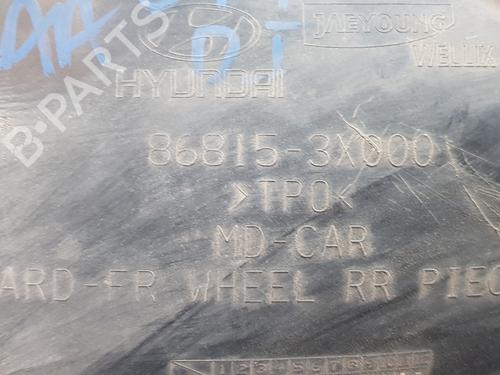 JAEYOUNG
WELLIX
HYUNDAI
86815-3X000
>TPO<
MD-CAR
ARD-FR WHEEL RR PIEC
B-PARTS